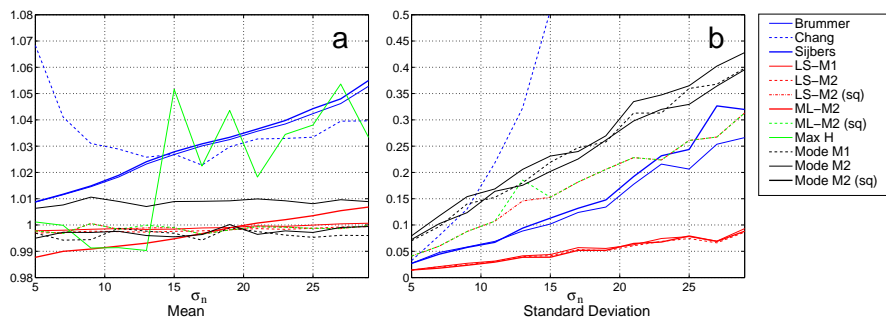 1.08
1.07
1.06
1.05
1.04
1.03
1.02
1.01
1
0.99
0.98
5
10
15
20
25
a
σn
Mean
0.5
0.45
0.4
0.35
0.3
0.25
0.2
0.15
0.1
0.05
0.0
5
10
15
20
25
b
σn
Standard Deviation
Brummer
Chang
Sijbers
LS−M1
LS−M2
LS−M2 (sq)
ML−M2
ML−M2 (sq)
Max H
Mode M1
Mode M2
Mode M2 (sq)